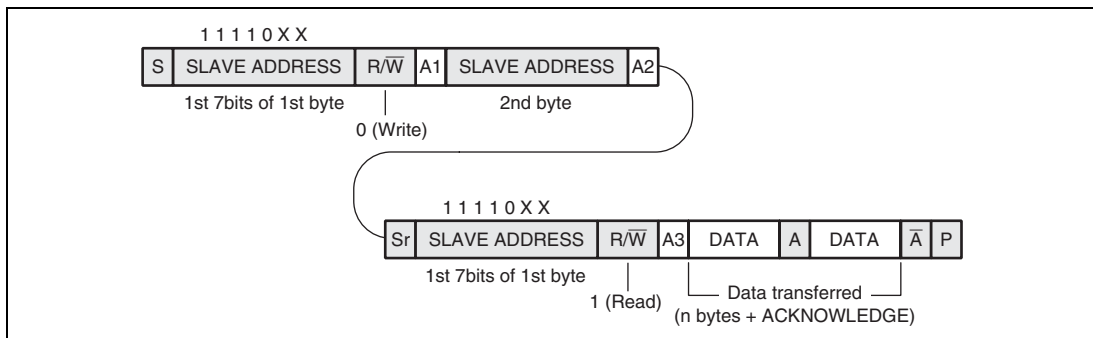 1 1 1 1 0 X X
S SLAVE ADDRESS R/W̅ A1 SLAVE ADDRESS A2
1st 7bits of 1st byte 2nd byte
0 (Write)
1 1 1 1 0 X X
Sr SLAVE ADDRESS R/W̅ A3 DATA A DATA A̅ P
1st 7bits of 1st byte
1 (Read)
Data transferred
(n bytes + ACKNOWLEDGE)